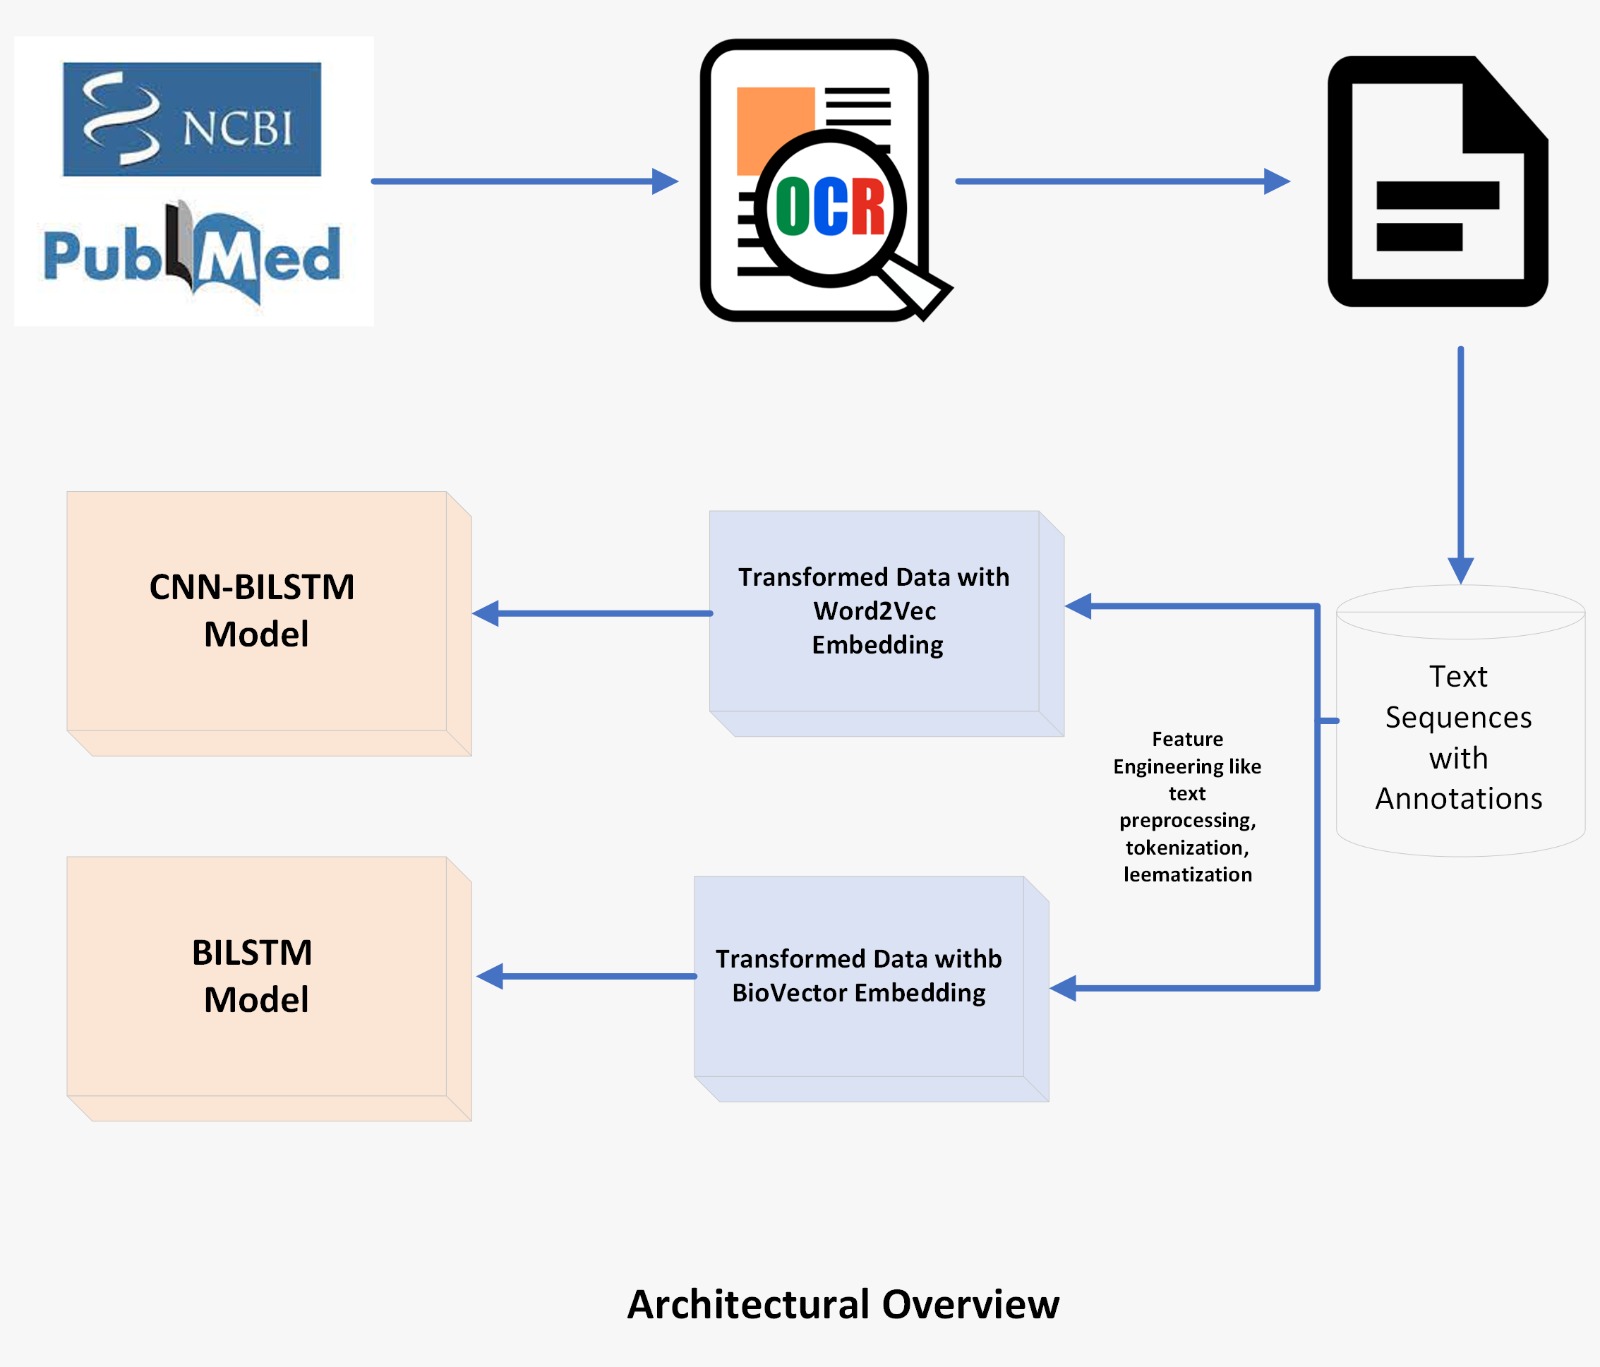 NCBI
PubMed
OCR
CNN-BILSTM
Model
Transformed Data with
Word2Vec
Embedding
Text
Sequences
with
Annotations
Feature
Engineering like
text
preprocessing,
tokenization,
leematization
BILSTM
Model
Transformed Data withb
BioVector Embedding
Architectural Overview